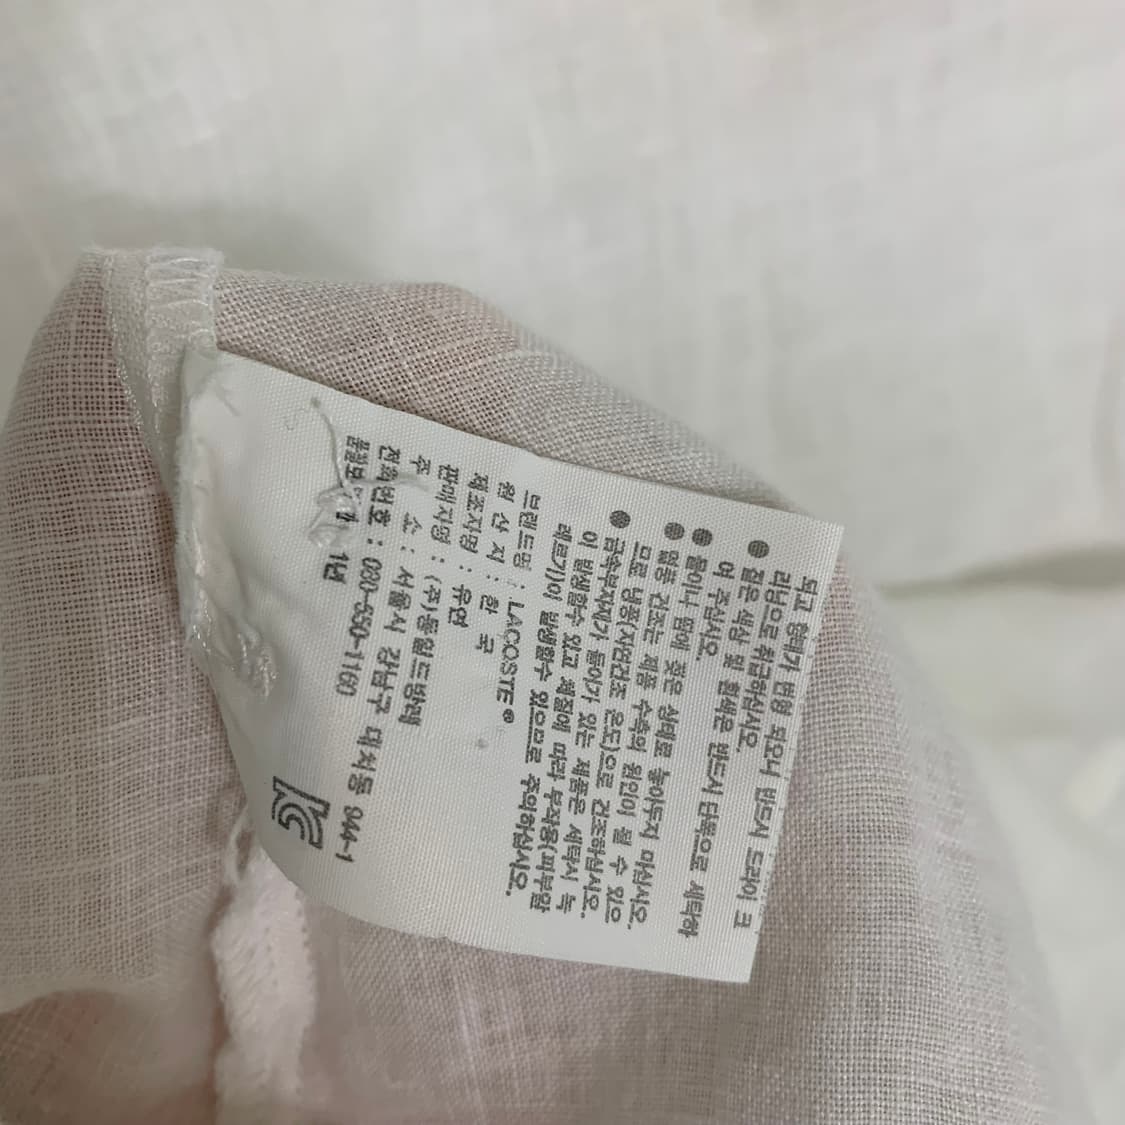 되고 형태가 변형 되오니 반드시 드라이 크
리닝으로 취급하십시오.
● 짙은 색상 및 흰색은 반드시 단독으로 세탁하
여 주십시오.
● 물이나 땀에 젖은 상태로 놓아두지 마십시오.
● 열풍 건조는 제품 수축의 원인이 될 수 있으
므로 냉풍(자연건조 온도)으로 건조하십시오.
● 금속부자재가 들어가 있는 제품은 세탁시 녹
이 발생할수 있고 체질에 따라 부작용(피부알
레르기)이 발생할수 있으므로 주의하십시오.
브랜드명 : LACOSTE®
원 산 지 : 한 국
제조자명 : 유연
판매자명 : (주)동일드방레
주 소 : 서울시 강남구 대치동 944-1
전화번호 : 080-550-1160
품질보 1년
KC